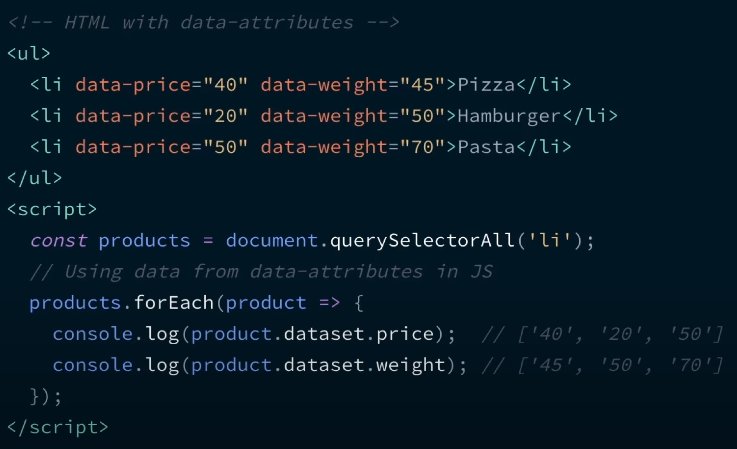 <!-- HTML with data-attributes -->
<ul>
  <li data-price="40" data-weight="45">Pizza</li>
  <li data-price="20" data-weight="50">Hamburger</li>
  <li data-price="50" data-weight="70">Pasta</li>
</ul>
<script>
  const products = document.querySelectorAll('li');
  // Using data from data-attributes in JS
  products.forEach(product => {
    console.log(product.dataset.price);  // ['40', '20', '50']
    console.log(product.dataset.weight); // ['45', '50', '70']
  });
</script>